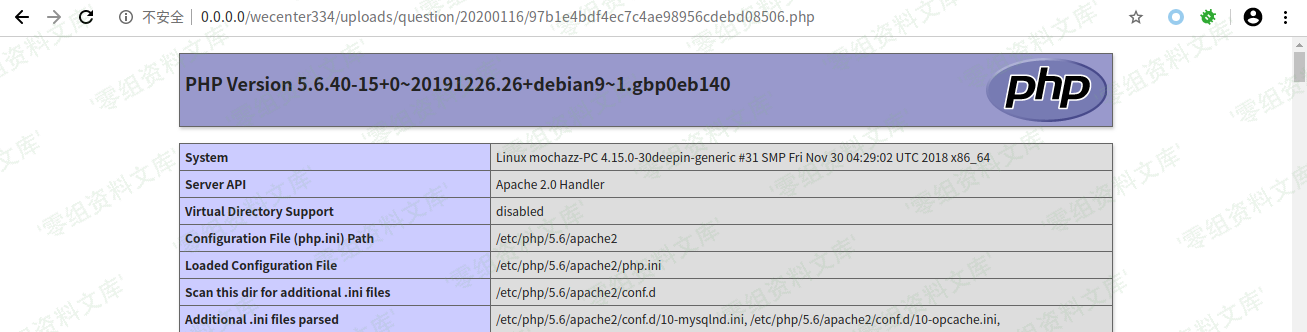 不安全 | 0.0.0.0/wecenter334/uploads/question/20200116/97b1e4bdf4ec7c4ae98956cdebd08506.php
PHP Version 5.6.40-15+0~20191226.26+debian9~1.gbp0eb140
php
System Linux mochazz-PC 4.15.0-30deepin-generic #31 SMP Fri Nov 30 04:29:02 UTC 2018 x86_64
Server API Apache 2.0 Handler
Virtual Directory Support disabled
Configuration File (php.ini) Path /etc/php/5.6/apache2
Loaded Configuration File /etc/php/5.6/apache2/php.ini
Scan this dir for additional .ini files /etc/php/5.6/apache2/conf.d
Additional .ini files parsed /etc/php/5.6/apache2/conf.d/10-mysqlnd.ini, /etc/php/5.6/apache2/conf.d/10-opcache.ini,
'零组资料文库'